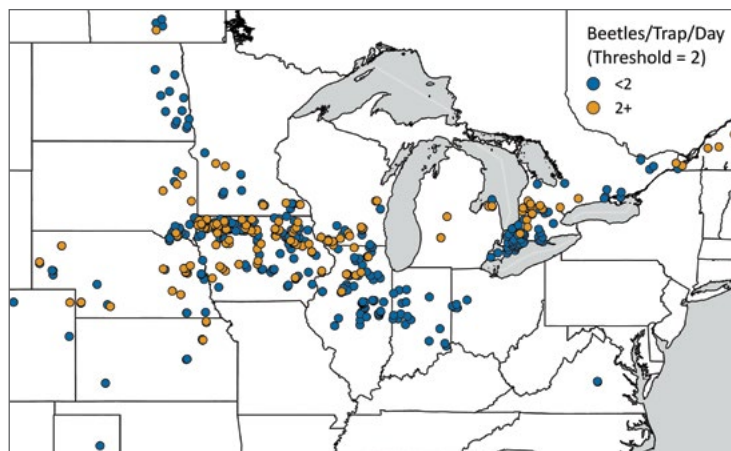 Beetles/Trap/Day
(Threshold = 2)
<2
2+